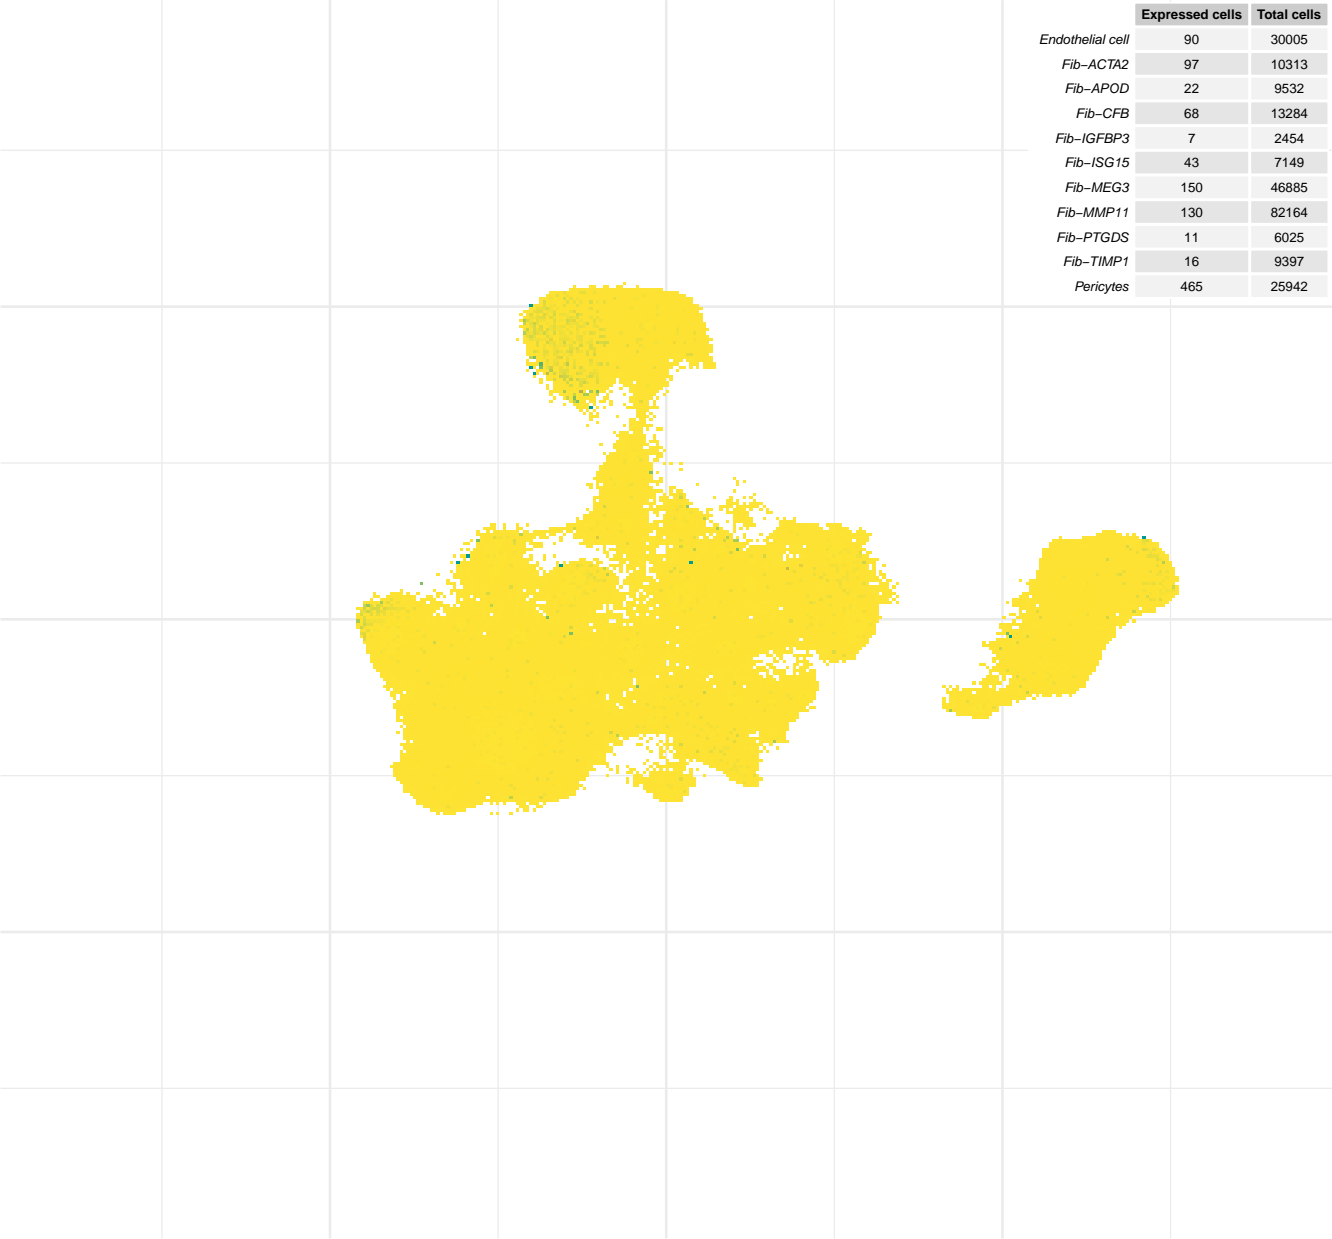 Expressed cells Total cells
Endothelial cell 90 30005
Fib−ACTA2 97 10313
Fib−APOD 22 9532
Fib−CFB 68 13284
Fib−IGFBP3 7 2454
Fib−ISG15 43 7149
Fib−MEG3 150 46885
Fib−MMP11 130 82164
Fib−PTGDS 11 6025
Fib−TIMP1 16 9397
Pericytes 465 25942